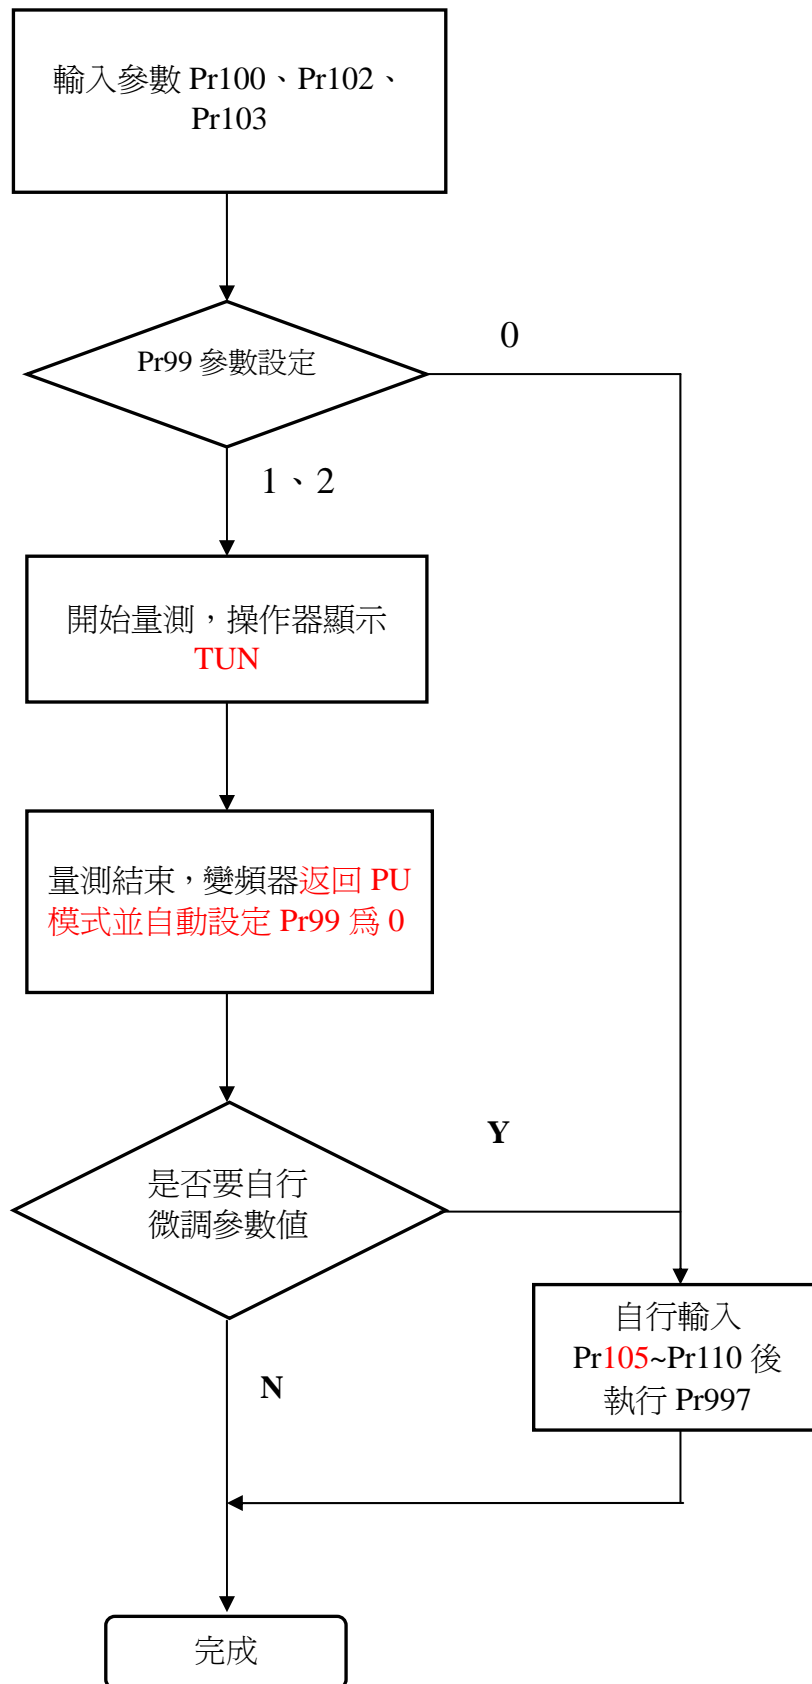 輸入參數 Pr100、Pr102、
Pr103
Pr99 參數設定
0
1、2
開始量測，操作器顯示
TUN
量測結束，變頻器返回 PU
模式並自動設定 Pr99 爲 0
Y
是否要自行
微調參數値
自行輸入
Pr105~Pr110 後
執行 Pr997
N
完成